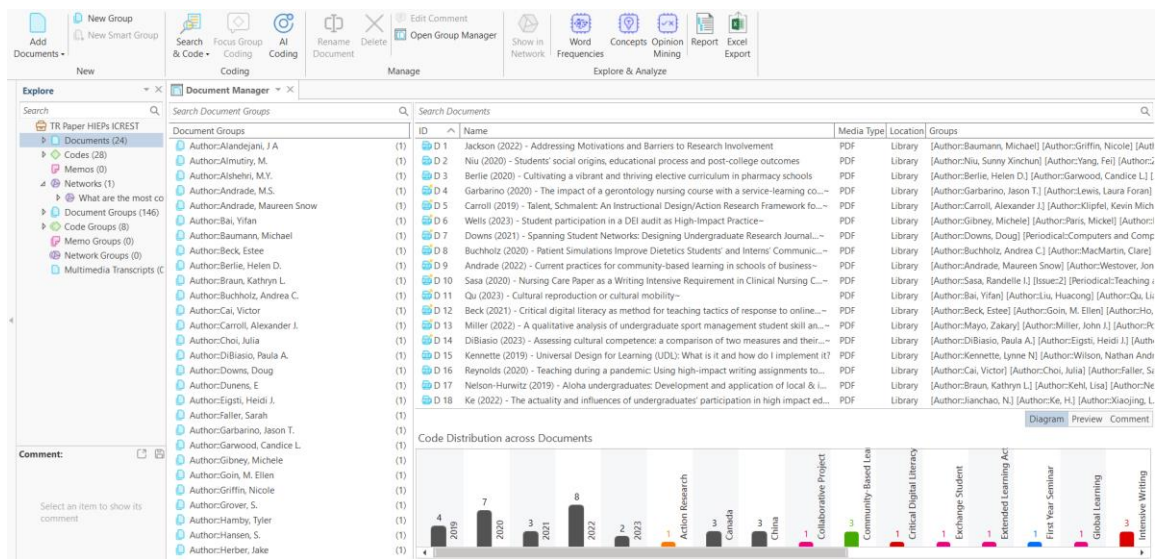 Add
Documents
New Group
New Smart Group
New
Search
& Code
Focus Group
Coding
AI
Coding
Coding
Rename
Document
Delete
Edit Comment
Open Group Manager
Manage
Show in
Network
Word
Frequencies
Concepts
Opinion
Mining
Report
Excel
Export
Explore & Analyze
Explore
Search
TR Paper HIEPs ICREST
Documents (24)
Codes (28)
Memos (0)
Networks (1)
What are the most co
Document Groups (146)
Code Groups (8)
Memo Groups (0)
Network Groups (0)
Multimedia Transcripts (
Comment:
Select an item to show its
comment
Document Manager
Search Document Groups
Document Groups
Author::Alandejani, J A (1)
Author::Almutiry, M. (1)
Author::Alshehri, M.Y. (1)
Author::Andrade, M.S. (1)
Author::Andrade, Maureen Snow (1)
Author::Bai, Yifan (1)
Author::Baumann, Michael (1)
Author::Beck, Estee (1)
Author::Berlie, Helen D. (1)
Author::Braun, Kathryn L. (1)
Author::Buchholz, Andrea C. (1)
Author::Cai, Victor (1)
Author::Carroll, Alexander J. (1)
Author::Choi, Julia (1)
Author::DiBiasio, Paula A. (1)
Author::Downs, Doug (1)
Author::Dunens, E (1)
Author::Eigsti, Heidi J. (1)
Author::Faller, Sarah (1)
Author::Garbarino, Jason T. (1)
Author::Garwood, Candice L. (1)
Author::Gibney, Michele (1)
Author::Goin, M. Ellen (1)
Author::Griffin, Nicole (1)
Author::Grover, S. (1)
Author::Hamby, Tyler (1)
Author::Hansen, S. (1)
Author::Herber, Jake (1)
Search Documents
ID Name Media Type Location Groups
D 1 Jackson (2022) - Addressing Motivations and Barriers to Research Involvement PDF Library [Author::Baumann, Michael] [Author::Griffin, Nicole] [Aut
D 2 Niu (2020) - Students' social origins, educational process and post-college outcomes PDF Library [Author::Niu, Sunny Xinchun] [Author::Yang, Fei] [Author::
D 3 Berlie (2020) - Cultivating a vibrant and thriving elective curriculum in pharmacy schools PDF Library [Author::Berlie, Helen D.] [Author::Garwood, Candice L.] [
D 4 Garbarino (2020) - The impact of a gerontology nursing course with a service-learning co...~ PDF Library [Author::Garbarino, Jason T.] [Author::Lewis, Laura Foran]
D 5 Carroll (2019) - Talent, Schmalent: An Instructional Design/Action Research Framework fo...~ PDF Library [Author::Carroll, Alexander J.] [Author::Klipfel, Kevin Mich
D 6 Wells (2023) - Student participation in a DEI audit as High-Impact Practice~ PDF Library [Author::Gibney, Michele] [Author::Paris, Mickel] [Author::
D 7 Downs (2021) - Spanning Student Networks: Designing Undergraduate Research Journal...~ PDF Library [Author::Downs, Doug] [Periodical::Computers and Comp
D 8 Buchholz (2020) - Patient Simulations Improve Dietetics Students' and Interns' Communic...~ PDF Library [Author::Buchholz, Andrea C.] [Author::MacMartin, Clare]
D 9 Andrade (2022) - Current practices for community-based learning in schools of business~ PDF Library [Author::Andrade, Maureen Snow] [Author::Westover, Jon
D 10 Sasa (2020) - Nursing Care Paper as a Writing Intensive Requirement in Clinical Nursing C...~ PDF Library [Author::Sasa, Randelle I.] [Issue::2] [Periodical::Teaching a
D 11 Qu (2023) - Cultural reproduction or cultural mobility~ PDF Library [Author::Bai, Yifan] [Author::Liu, Huacong] [Author::Qu, Li
D 12 Beck (2021) - Critical digital literacy as method for teaching tactics of response to online...~ PDF Library [Author::Beck, Estee] [Author::Goin, M. Ellen] [Author::Ho,
D 13 Miller (2022) - A qualitative analysis of undergraduate sport management student skill an...~ PDF Library [Author::Mayo, Zakary] [Author::Miller, John J.] [Author::Po
D 14 DiBiasio (2023) - Assessing cultural competence: a comparison of two measures and their...~ PDF Library [Author::DiBiasio, Paula A.] [Author::Eigsti, Heidi J.] [Auth
D 15 Kennette (2019) - Universal Design for Learning (UDL): What is it and how do I implement it? PDF Library [Author::Kennette, Lynne N] [Author::Wilson, Nathan Andr
D 16 Reynolds (2020) - Teaching during a pandemic: Using high-impact writing assignments to... PDF Library [Author::Cai, Victor] [Author::Choi, Julia] [Author::Faller, Sa
D 17 Nelson-Hurwitz (2019) - Aloha undergraduates: Development and application of local & i... PDF Library [Author::Braun, Kathryn L.] [Author::Kehl, Lisa] [Author::Ne
D 18 Ke (2022) - The actuality and influences of undergraduates' participation in high impact ed... PDF Library [Author::Jianchao, N.] [Author::Ke, H.] [Author::Xiaojing, L.
Diagram Preview Comment
Code Distribution across Documents
4 2019
7 2020
3 2021
8 2022
2 2023
1 Action Research
3 Canada
3 China
1 Collaborative Project
3 Community-Based Lea
1 Critical Digital Literacy
1 Exchange Student
1 Extended Learning Ac
1 First Year Seminar
1 Global Learning
3 Intensive Writing